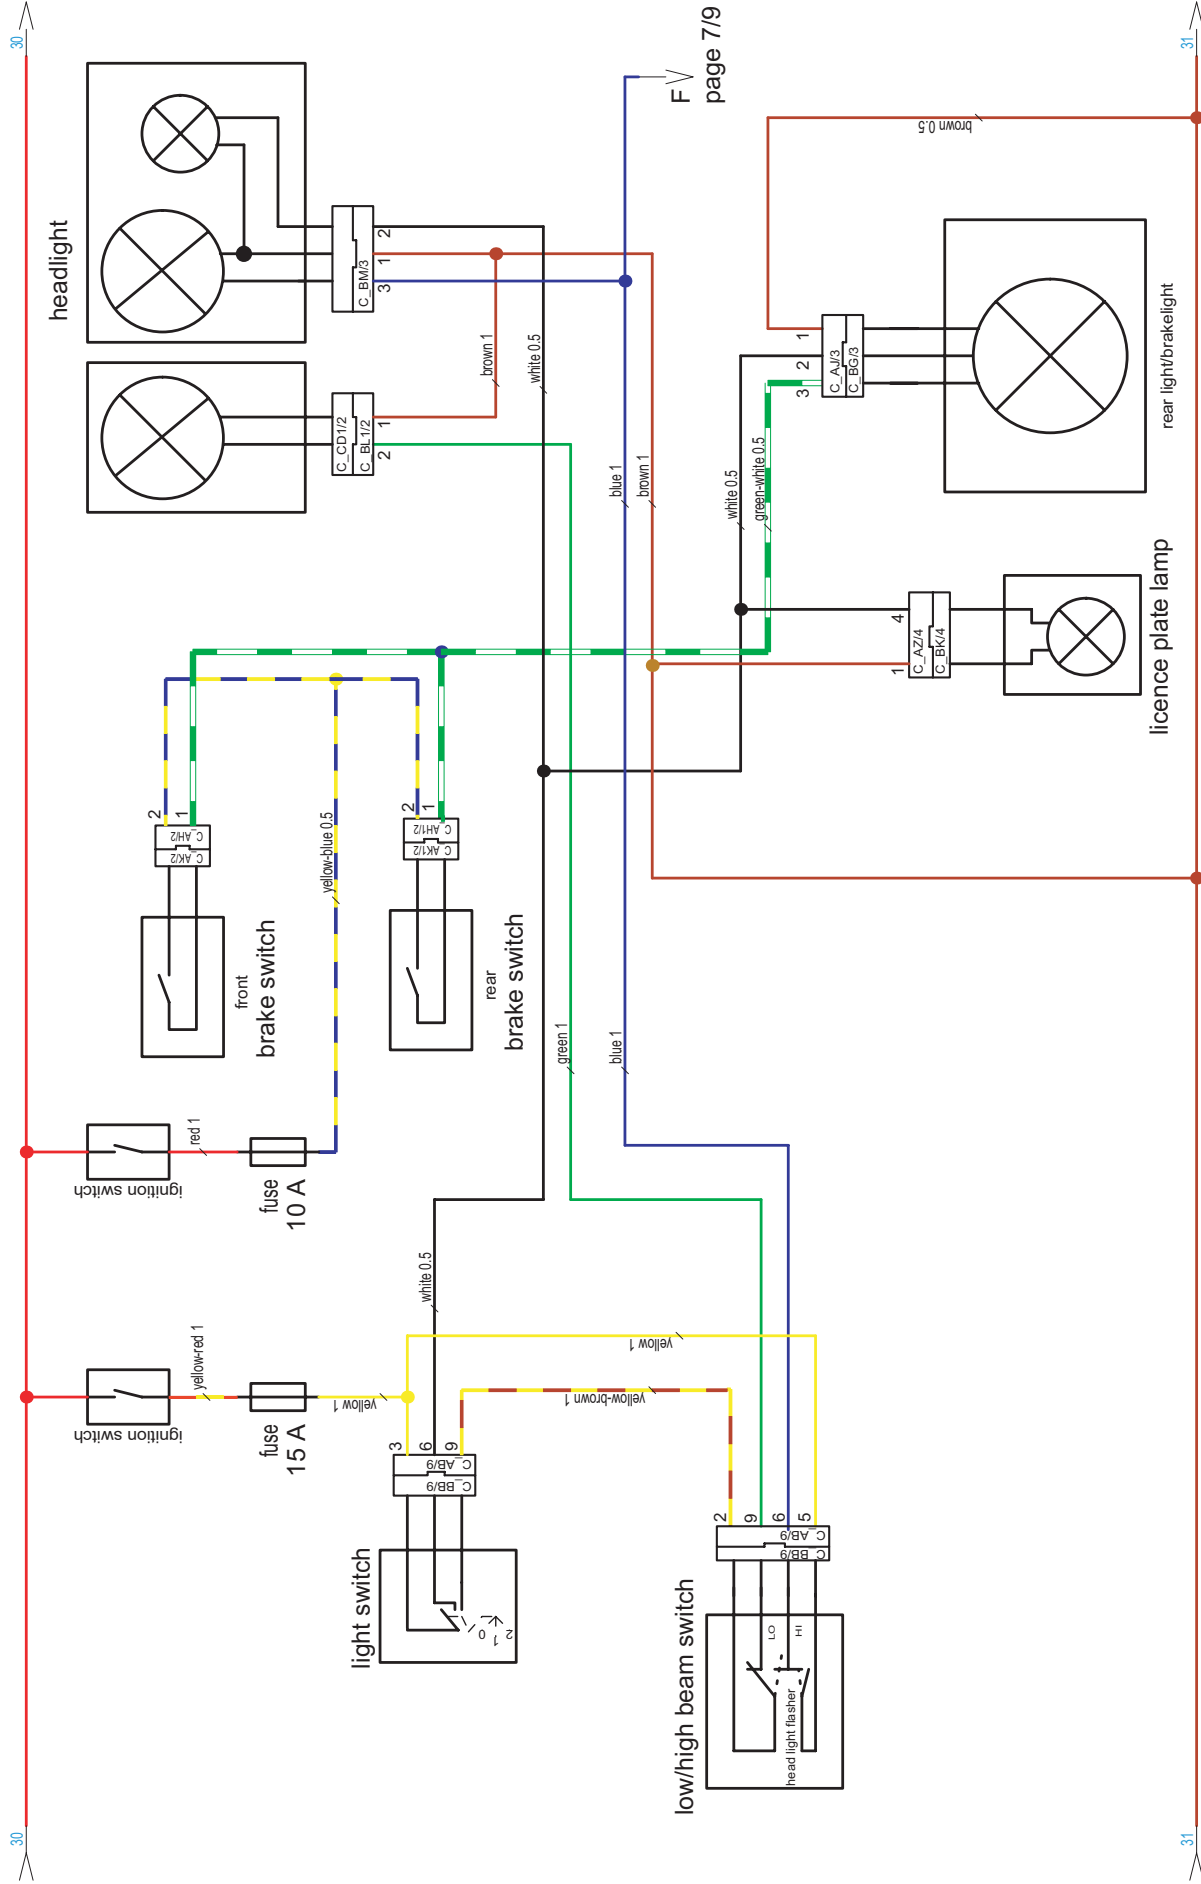 30
30
headlight
C_BM/3
3
1
2
C_CD1/2
C_BL1/2
2
1
brown 1
white 0.5
F
page 7/9
brown 0.5
blue 1
brown 1
white 0.5
green-white 0.5
C_AJ/3
C_BG/3
3
2
1
rear light/brakelight
C_AZ/4
C_BK/4
1
4
licence plate lamp
2
1
C_AH/2
C_AK/2
front
brake switch
2
1
C_AH1/2
C_AK1/2
rear
brake switch
yellow-blue 0.5
ignition switch
red 1
fuse
10 A
green 1
blue 1
ignition switch
yellow-red 1
fuse
15 A
yellow 1
white 0.5
yellow 1
yellow-brown 1
3
6
9
C_AB/9
C_BB/9
light switch
2
1
0
1
2
9
6
5
C_AB/9
C_BB/9
low/high beam switch
LO
HI
head light flasher
30
31
31